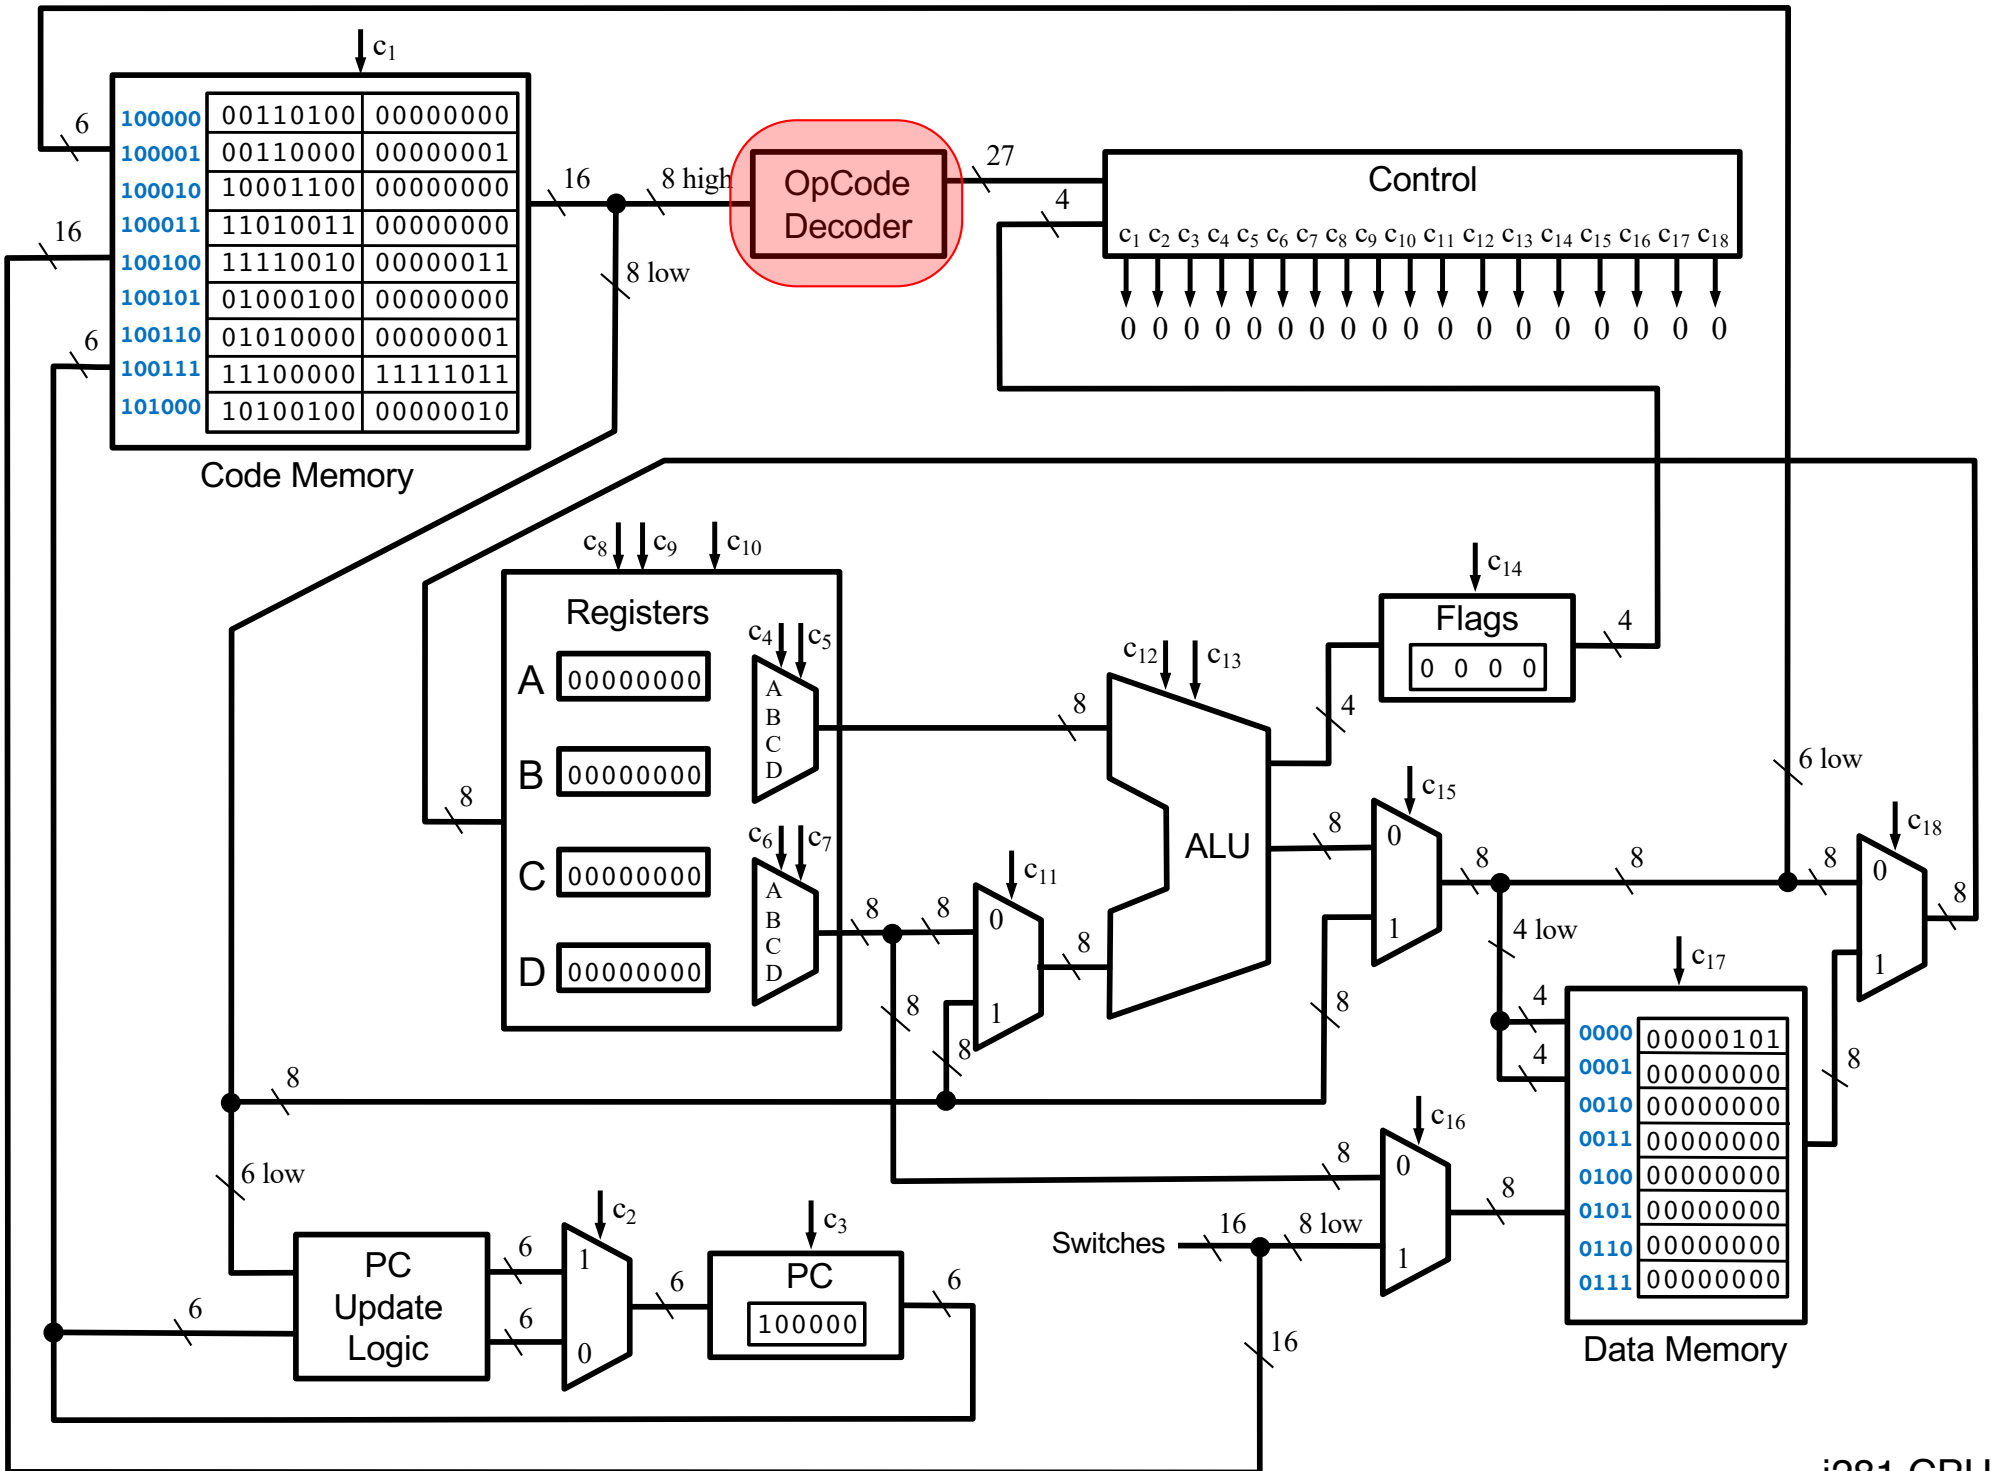 c1
100000 00110100 00000000
100001 00110000 00000001
100010 10001100 00000000
100011 11010011 00000000
100100 11110010 00000011
100101 01000100 00000000
100110 01010000 00000001
100111 11100000 11111011
101000 10100100 00000010
Code Memory
6
16
6
16
8 high
8 low
OpCode
Decoder
27
4
Control
c1 c2 c3 c4 c5 c6 c7 c8 c9 c10 c11 c12 c13 c14 c15 c16 c17 c18
0 0 0 0 0 0 0 0 0 0 0 0 0 0 0 0 0 0
c8 c9 c10
Registers
A 00000000
B 00000000
C 00000000
D 00000000
c4 c5
A
B
C
D
c6 c7
A
B
C
D
8
8
8
8
8
c11
0
1
8
8
c12 c13
ALU
4
8
c14
Flags
0 0 0 0
4
c15
0
1
8
8
8
6 low
8
4 low
c18
0
1
8
c17
4
4
0000 00000101
0001 00000000
0010 00000000
0011 00000000
0100 00000000
0101 00000000
0110 00000000
0111 00000000
Data Memory
8
8
c16
0
1
8
8
Switches
16
8 low
16
6 low
PC
Update
Logic
6
6
6
c2
1
0
6
c3
PC
100000
6